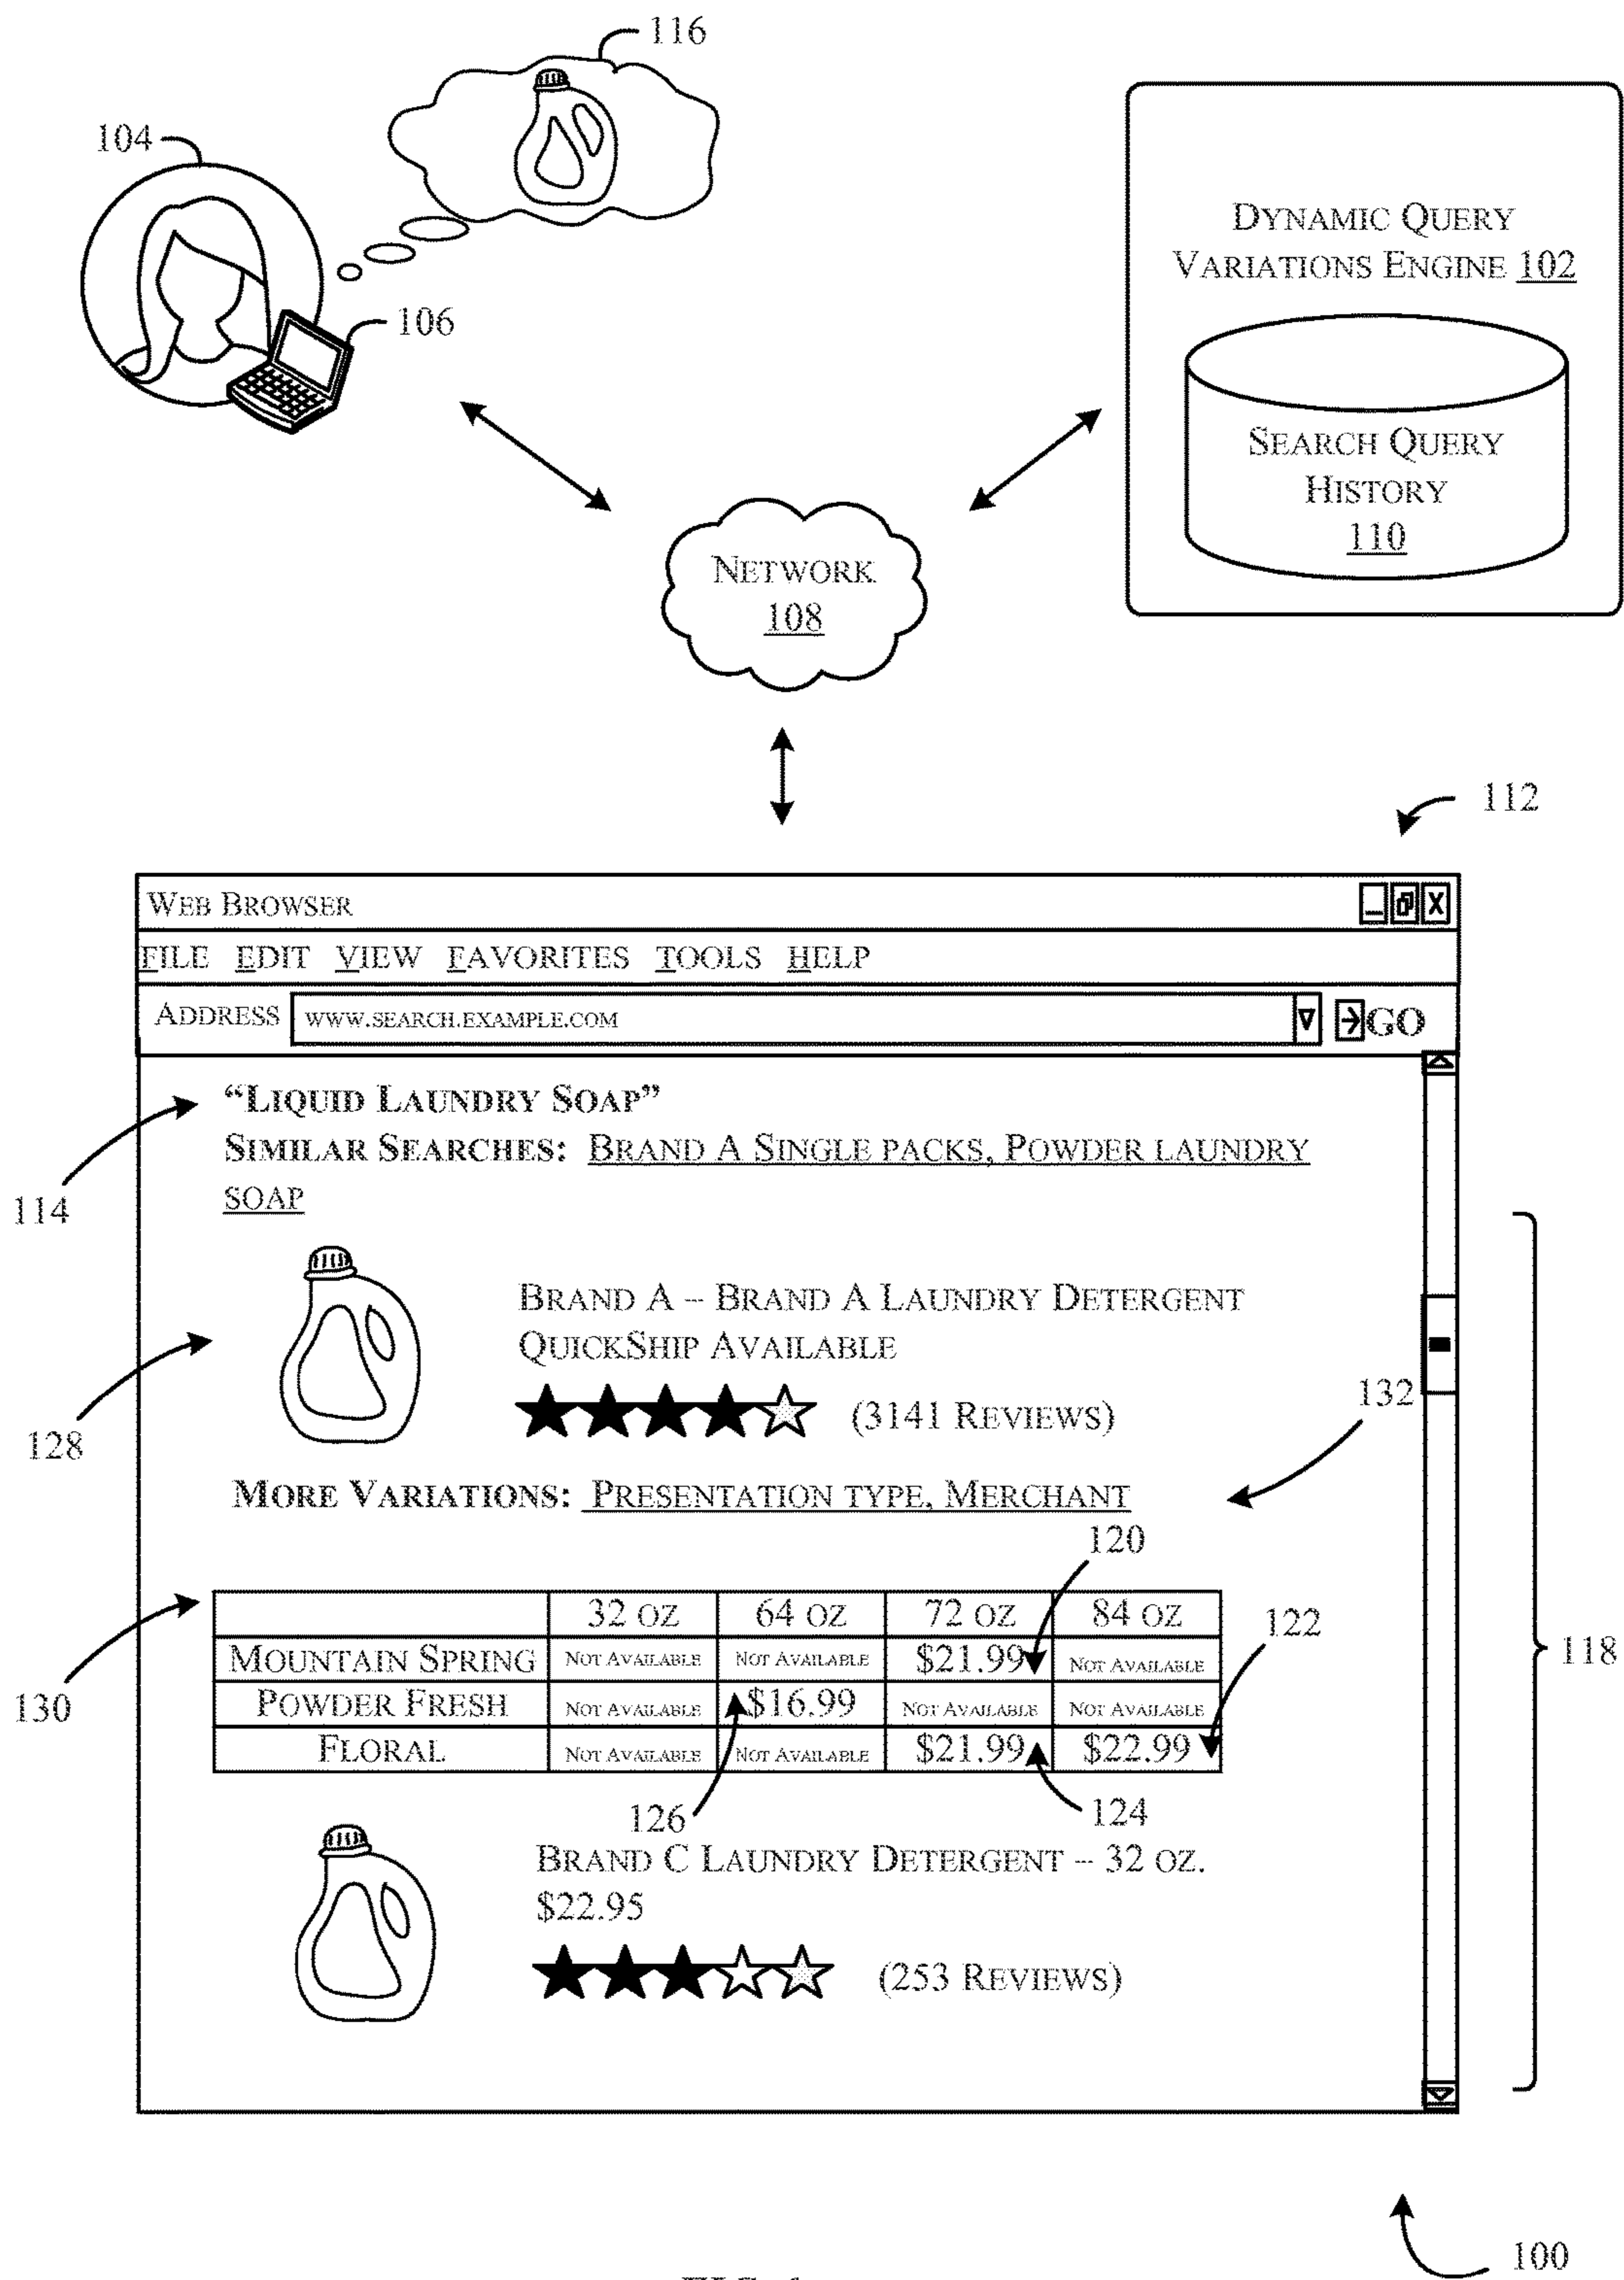 116
104
106
DYNAMIC QUERY
VARIATIONS ENGINE 102
SEARCH QUERY
HISTORY
110
NETWORK
108
112
WEB BROWSER
FILE EDIT VIEW FAVORITES TOOLS HELP
ADDRESS WWW.SEARCH.EXAMPLE.COM GO
"LIQUID LAUNDRY SOAP"
SIMILAR SEARCHES: BRAND A SINGLE PACKS, POWDER LAUNDRY
SOAP
114
BRAND A -- BRAND A LAUNDRY DETERGENT
QUICKSHIP AVAILABLE
(3141 REVIEWS)
128
132
MORE VARIATIONS: PRESENTATION TYPE, MERCHANT
120
32 OZ 64 OZ 72 OZ 84 OZ
122
MOUNTAIN SPRING NOT AVAILABLE NOT AVAILABLE $21.99 NOT AVAILABLE
118
POWDER FRESH NOT AVAILABLE $16.99 NOT AVAILABLE NOT AVAILABLE
130
FLORAL NOT AVAILABLE NOT AVAILABLE $21.99 $22.99
126
124
BRAND C LAUNDRY DETERGENT -- 32 OZ.
$22.95
(253 REVIEWS)
100